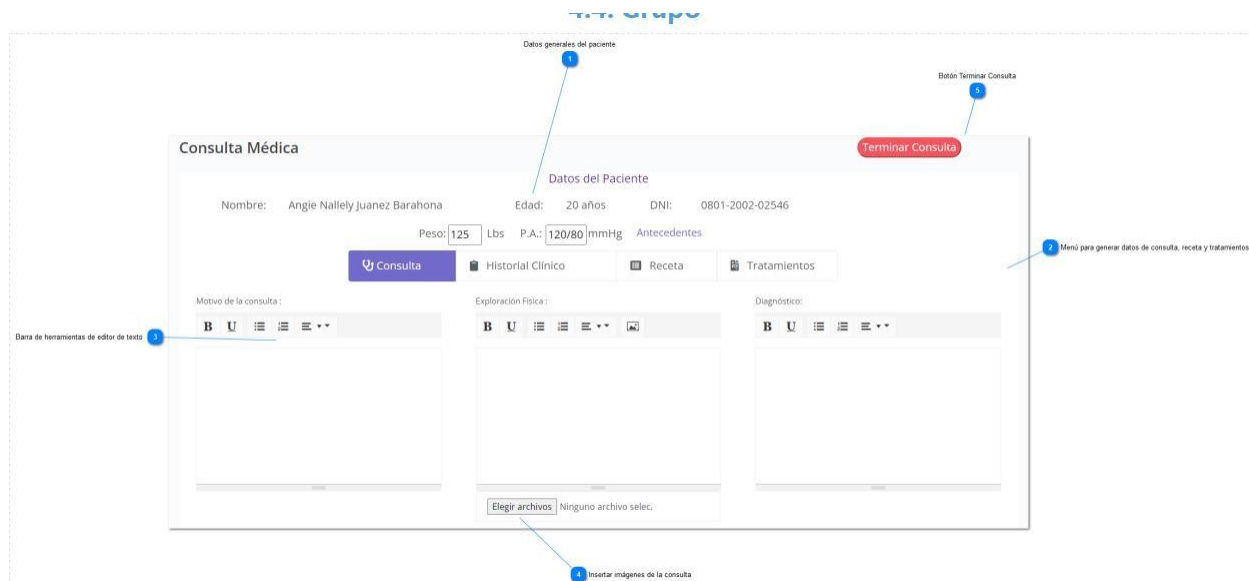 4.4. Grupo
Datos generales del paciente
1
Botón Terminar Consulta
5
Consulta Médica
Terminar Consulta
Datos del Paciente
Nombre: Angie Nallely Juanez Barahona Edad: 20 años DNI: 0801-2002-02546
Peso: 125 Lbs P.A.: 120/80 mmHg Antecedentes
2 Menú para generar datos de consulta, receta y tratamientos
Consulta Historial Clínico Receta Tratamientos
Motivo de la consulta : Exploración Física : Diagnóstico:
B U B U B U
Barra de herramientas de editor de texto 3
Elegir archivos Ninguno archivo selec.
4 Insertar imágenes de la consulta